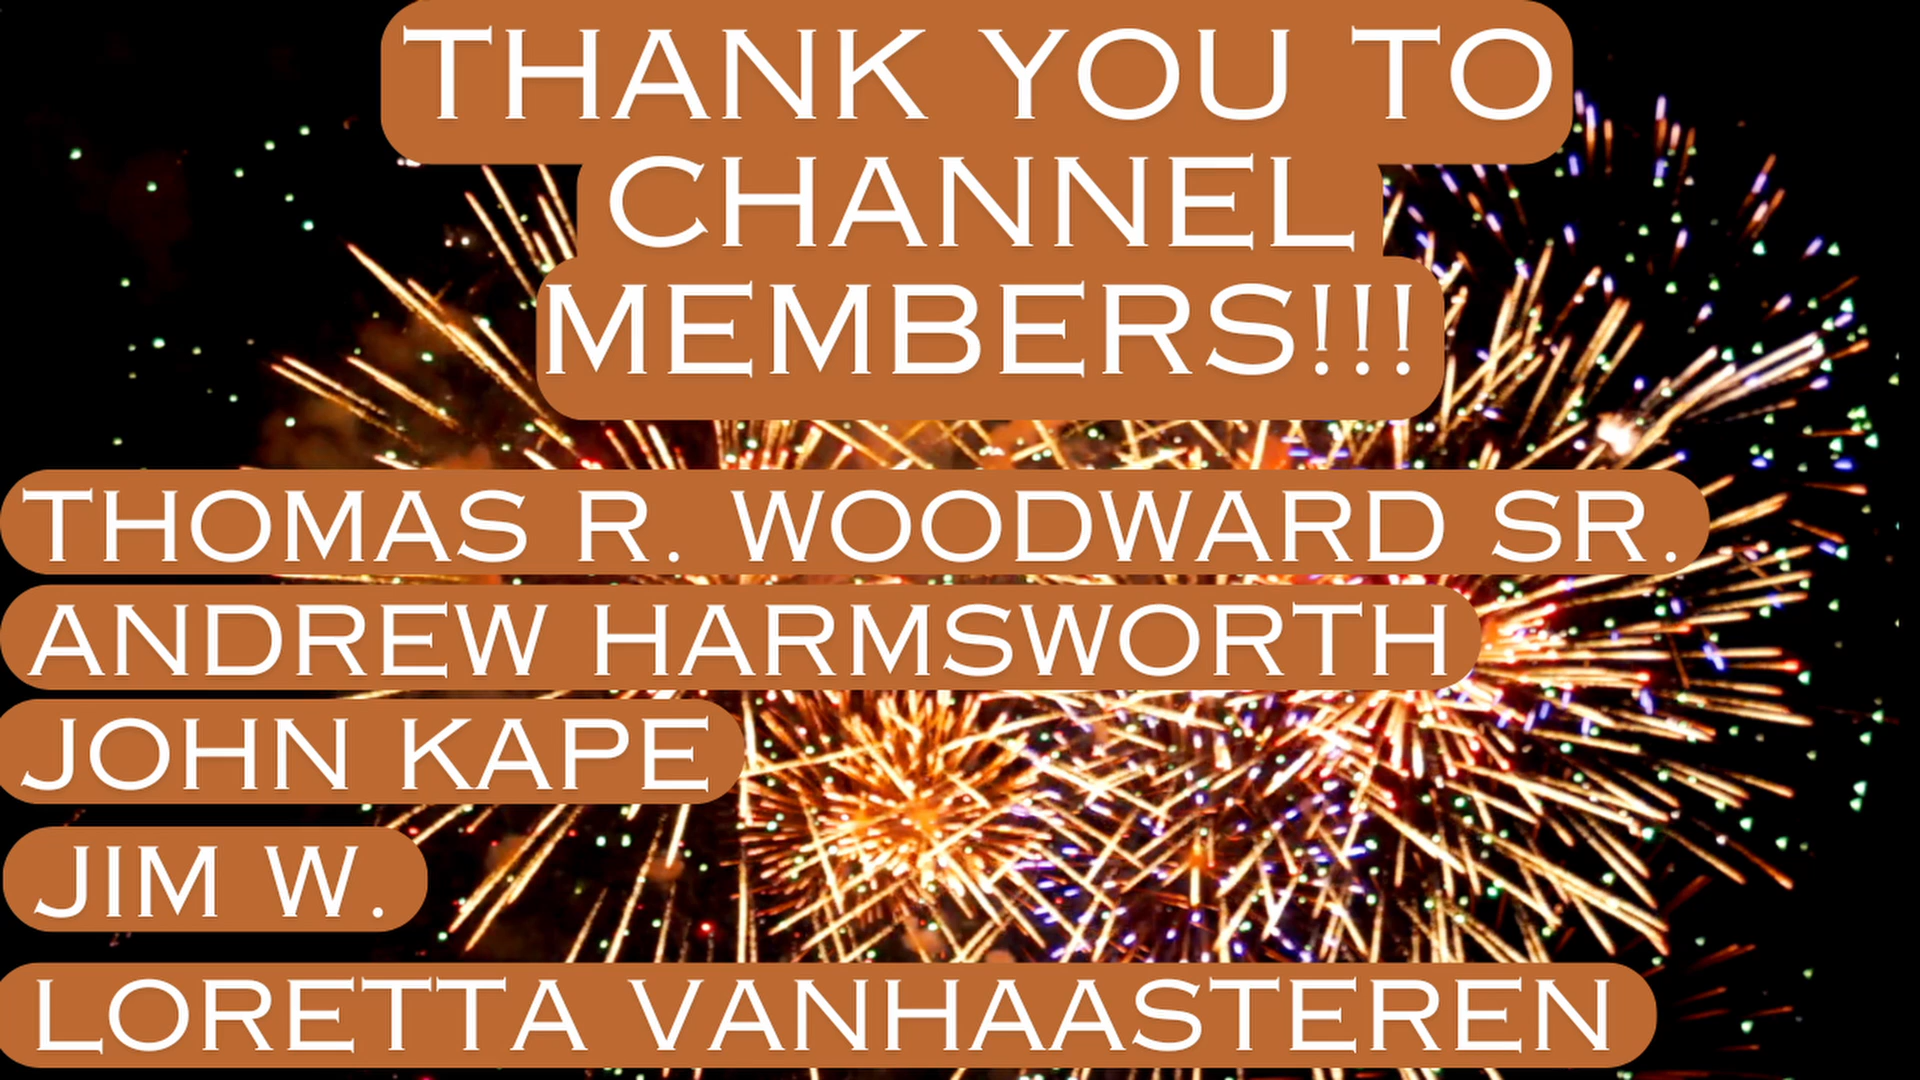 THANK YOU TO
CHANNEL
MEMBERS!!!
THOMAS R. WOODWARD SR.
ANDREW HARMSWORTH
JOHN KAPE
JIM W.
LORETTA VANHAASTEREN